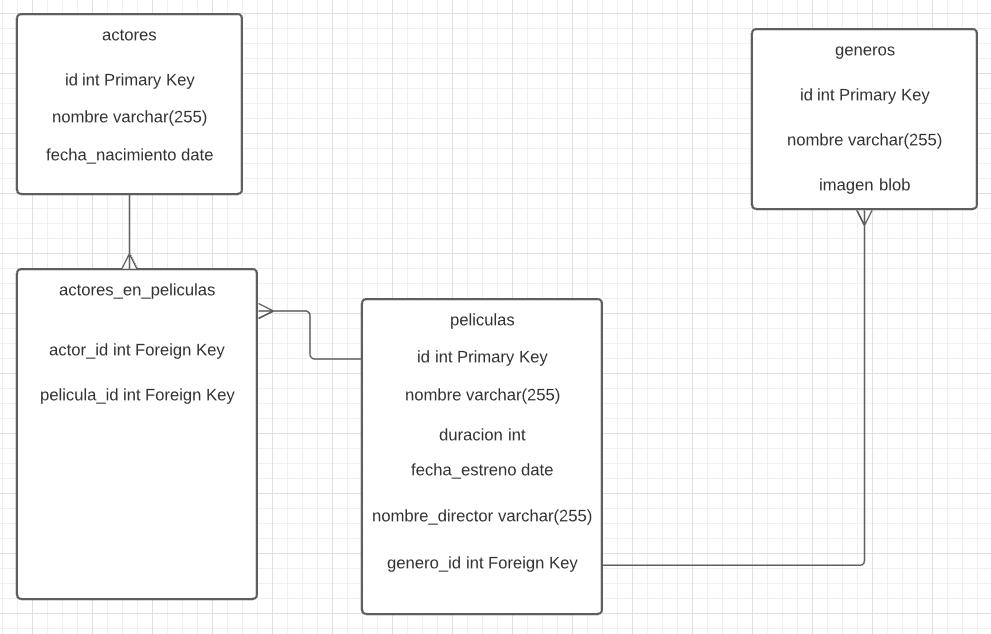 actores
id int Primary Key
nombre varchar(255)
fecha_nacimiento date
generos
id int Primary Key
nombre varchar(255)
imagen blob
actores_en_peliculas
actor_id int Foreign Key
pelicula_id int Foreign Key
peliculas
id int Primary Key
nombre varchar(255)
duracion int
fecha_estreno date
nombre_director varchar(255)
genero_id int Foreign Key